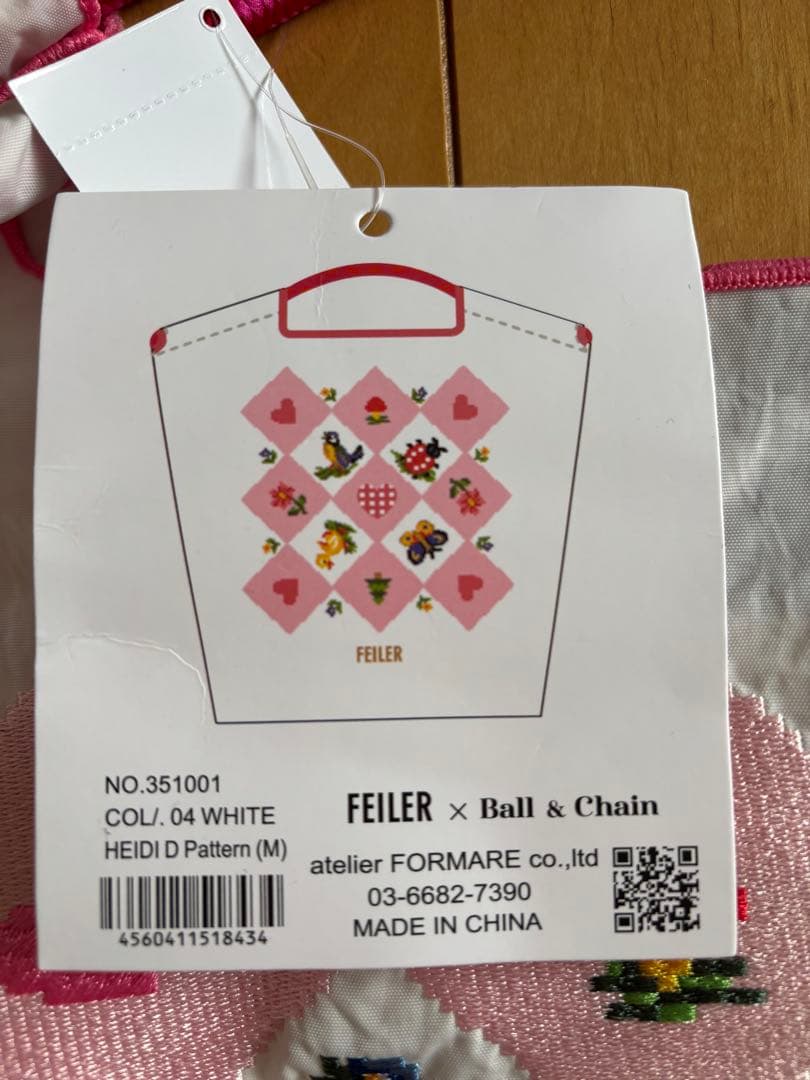 FEILER
NO.351001
COL/. 04 WHITE
HEIDI D Pattern (M)
4560411518434
FEILER × Ball & Chain
atelier FORMARE co.,ltd
03-6682-7390
MADE IN CHINA